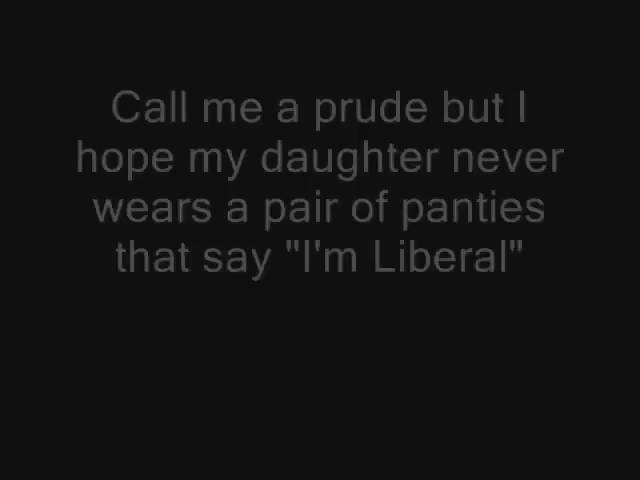 Call me a prude but I
hope my daughter never
wears a pair of panties
that say "I'm Liberal"